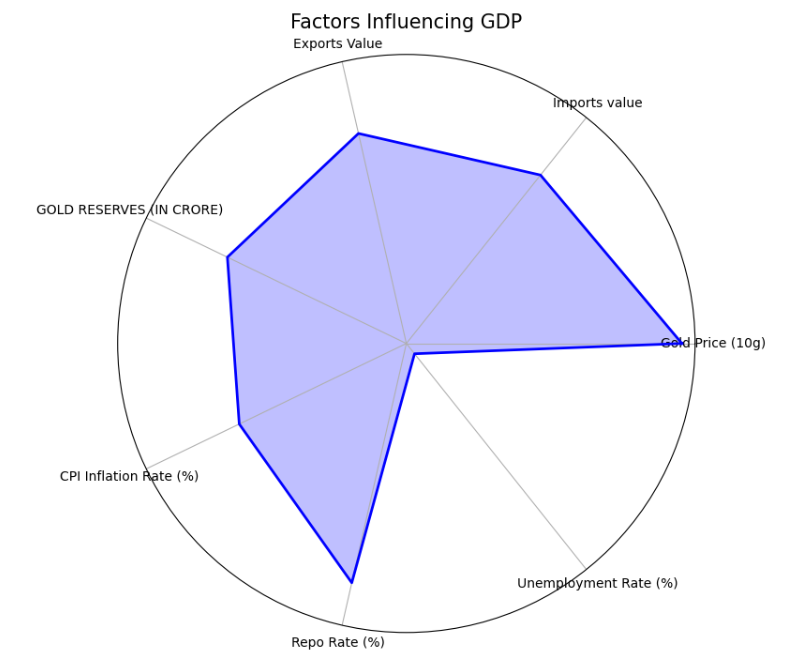 Factors Influencing GDP
Exports Value
Imports value
GOLD RESERVES (IN CRORE)
Gold Price (10g)
CPI Inflation Rate (%)
Unemployment Rate (%)
Repo Rate (%)